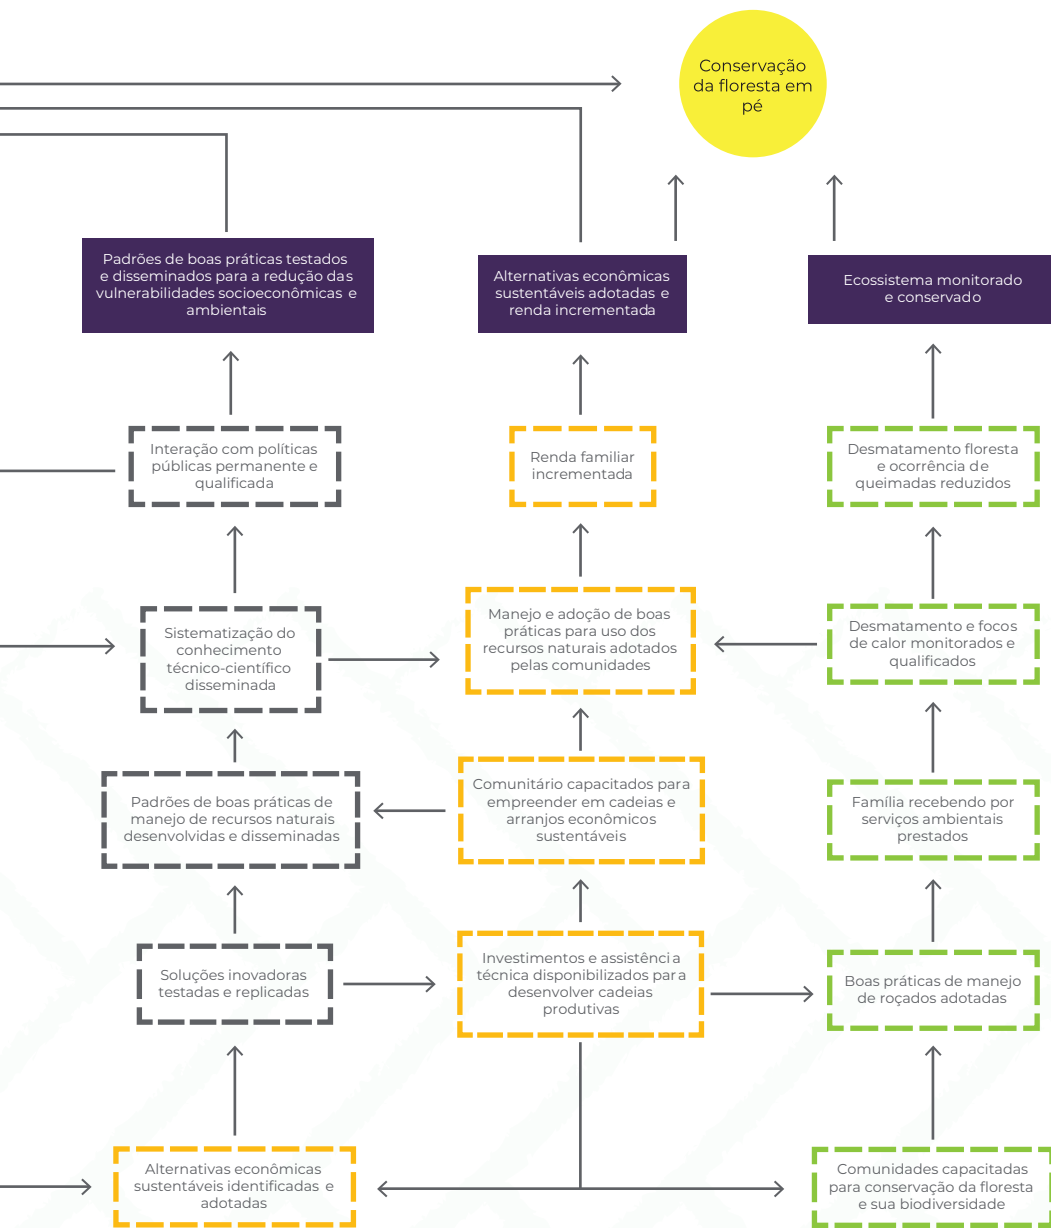 Conservação
da floresta em
pé
Padrões de boas práticas testados
e disseminados para a redução das
vulnerabilidades socioeconômicas e
ambientais
Alternativas econômicas
sustentáveis adotadas e
renda incrementada
Ecossistema monitorado
e conservado
Interação com políticas
públicas permanente e
qualificada
Renda familiar
incrementada
Desmatamento floresta
e ocorrência de
queimadas reduzidos
Sistematização do
conhecimento
técnico-científico
disseminada
Manejo e adoção de boas
práticas para uso dos
recursos naturais adotados
pelas comunidades
Desmatamento e focos
de calor monitorados e
qualificados
Padrões de boas práticas de
manejo de recursos naturais
desenvolvidas e disseminadas
Comunitário capacitados para
empreender em cadeias e
arranjos econômicos
sustentáveis
Família recebendo por
serviços ambientais
prestados
Soluções inovadoras
testadas e replicadas
Investimentos e assistência
técnica disponibilizados para
desenvolver cadeias
produtivas
Boas práticas de manejo
de roçados adotadas
Alternativas econômicas
sustentáveis identificadas e
adotadas
Comunidades capacitadas
para conservação da floresta
e sua biodiversidade